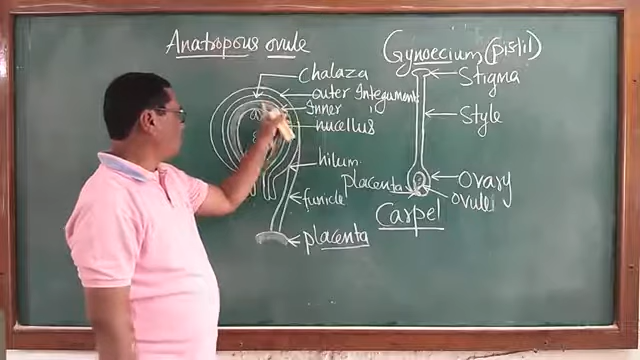 Anatropous ovule
Chalaza
outer Integument
Inner "
nucellus
hilum
funicle
placenta
Gynoecium (pistil)
Stigma
Style
Ovary
ovule
placenta
Carpel